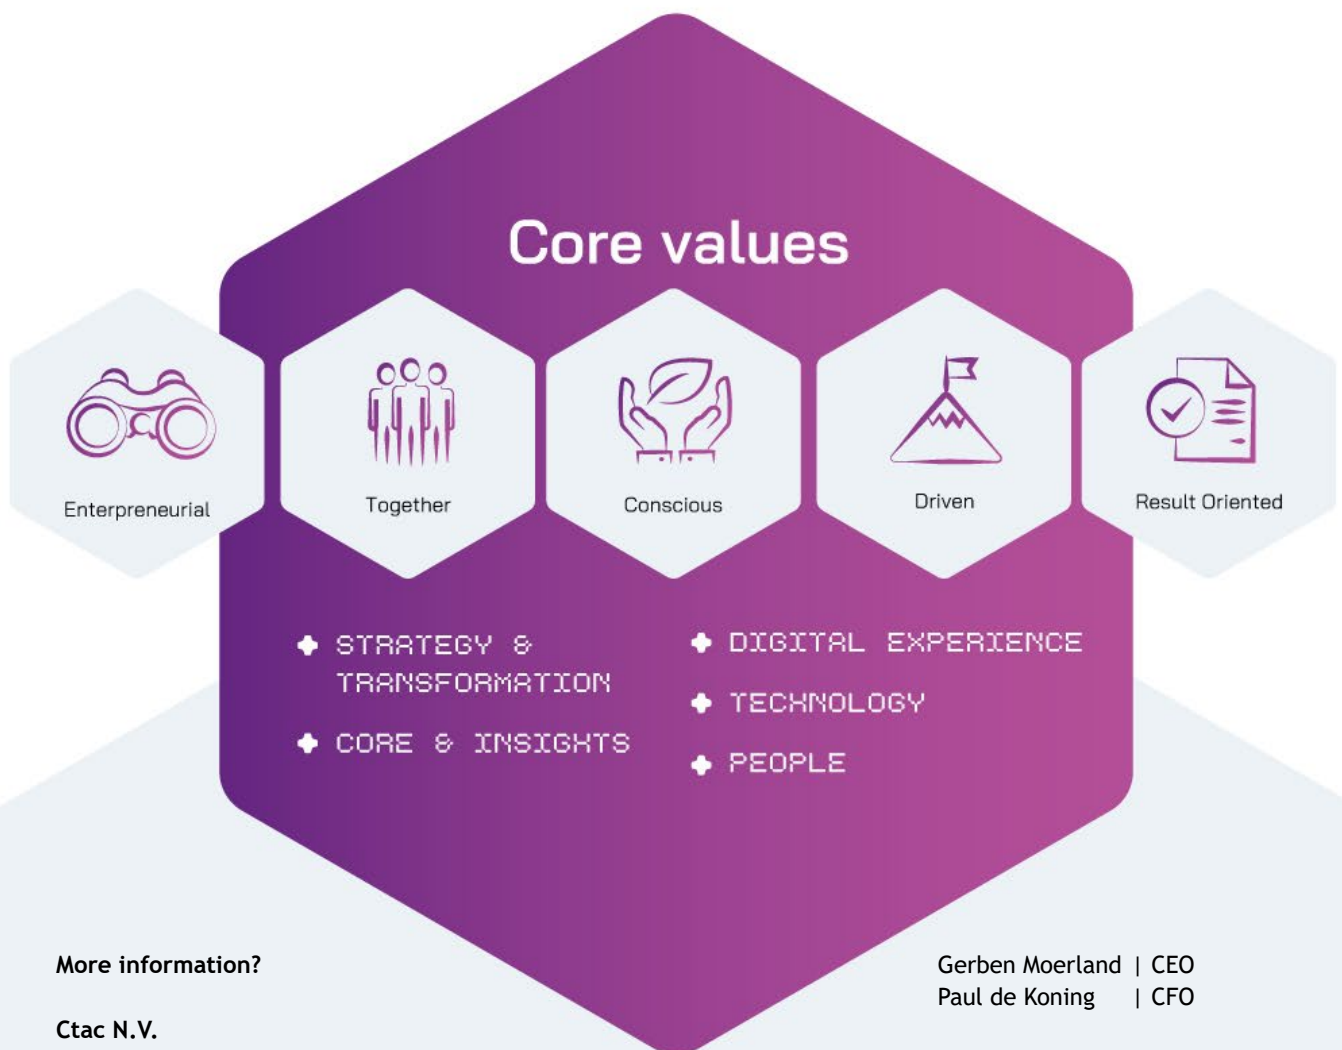 Core values
Enterpreneurial
Together
Conscious
Driven
Result Oriented
STRATEGY &
TRANSFORMATION
CORE & INSIGHTS
DIGITAL EXPERIENCE
TECHNOLOGY
PEOPLE
More information?
Ctac N.V.
Gerben Moerland | CEO
Paul de Koning | CFO